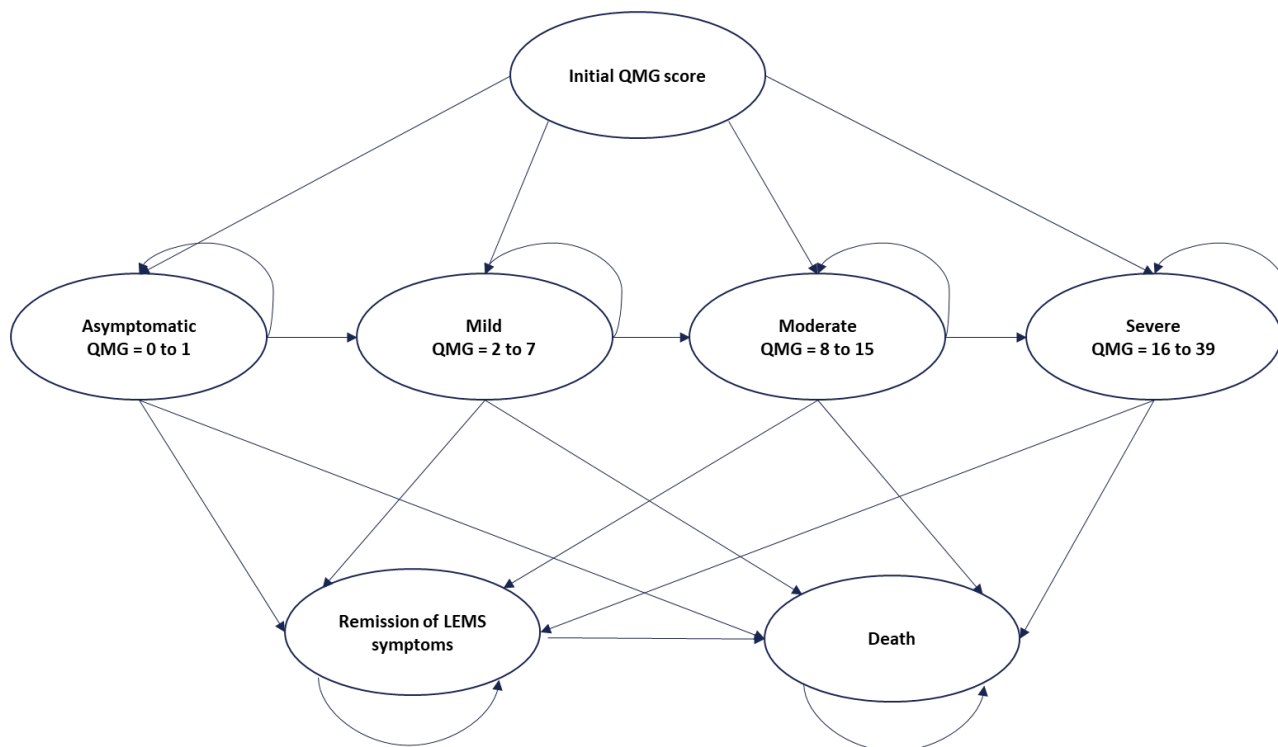 Initial QMG score
Asymptomatic
QMG = 0 to 1
Mild
QMG = 2 to 7
Moderate
QMG = 8 to 15
Severe
QMG = 16 to 39
Remission of LEMS
symptoms
Death